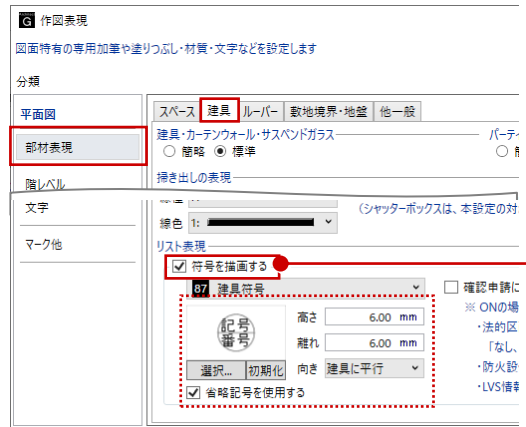 G 作図表現
図面特有の専用加筆や塗りつぶし・材質・文字などを設定します
分類
平面図
部材表現
階レベル
文字
マーク他
スペース 建具 ルーバー 敷地境界・地盤 他一般
建具・カーテンウォール・サスペンドガラス
簡略 標準
掃き出しの表現
(シャッターボックスは、本設定の対
線色 1:
リスト表現
符号を描画する
87 建具符号
記号
番号
高さ 6.00 mm
離れ 6.00 mm
選択... 初期化 向き 建具に平行
省略記号を使用する
確認申請に
※ ONの場
・法的区
「なし、
・防火設
・LVS情報